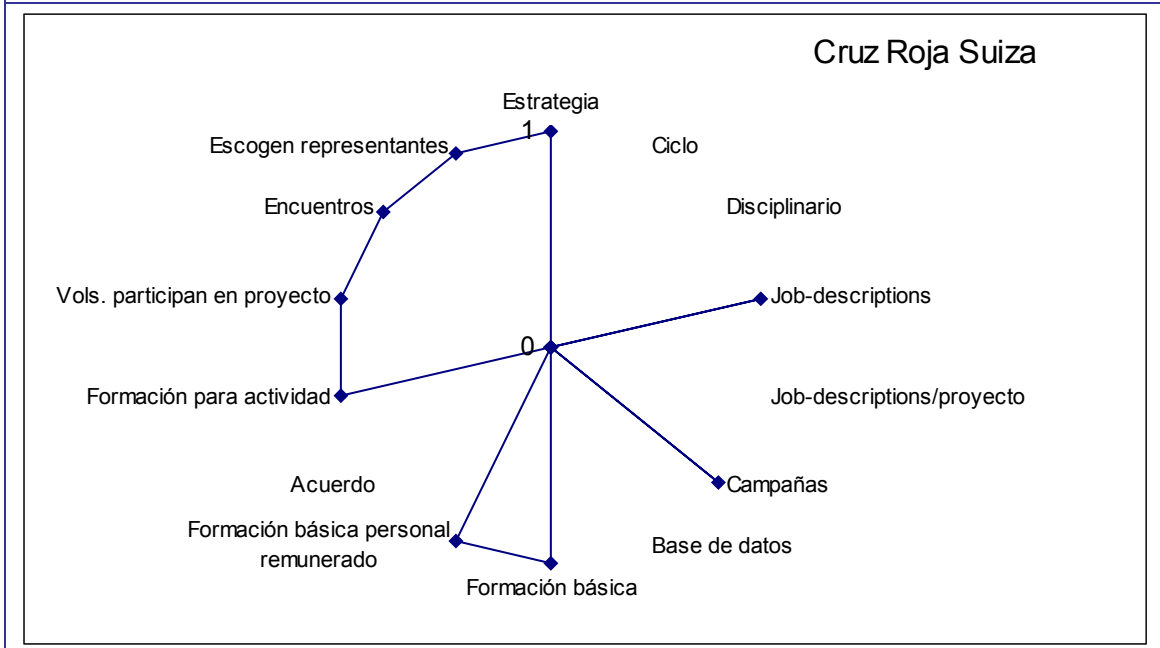 Cruz Roja Suiza
Estrategia
1
Ciclo
Escogen representantes
Encuentros
Disciplinario
Vols. participan en proyecto
Job-descriptions
0
Formación para actividad
Job-descriptions/proyecto
Acuerdo
Campañas
Formación básica personal
remunerado
Base de datos
Formación básica